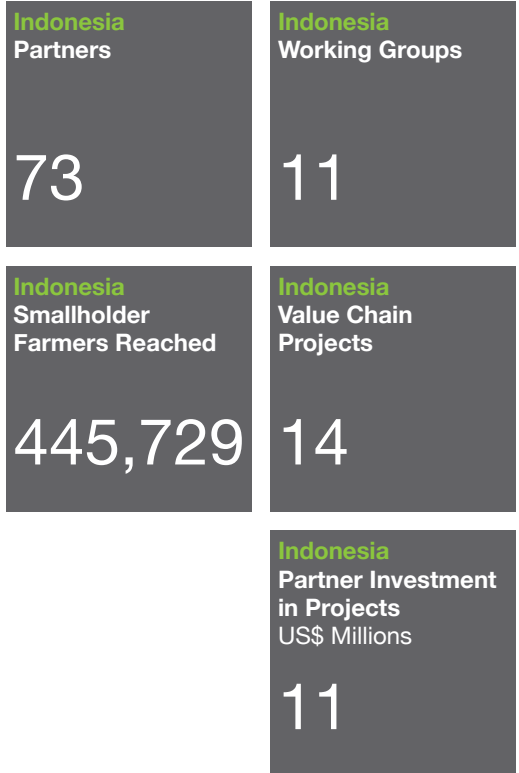 Indonesia
Partners
73
Indonesia
Working Groups
11
Indonesia
Smallholder
Farmers Reached
445,729
Indonesia
Value Chain
Projects
14
Indonesia
Partner Investment
in Projects
US$ Millions
11